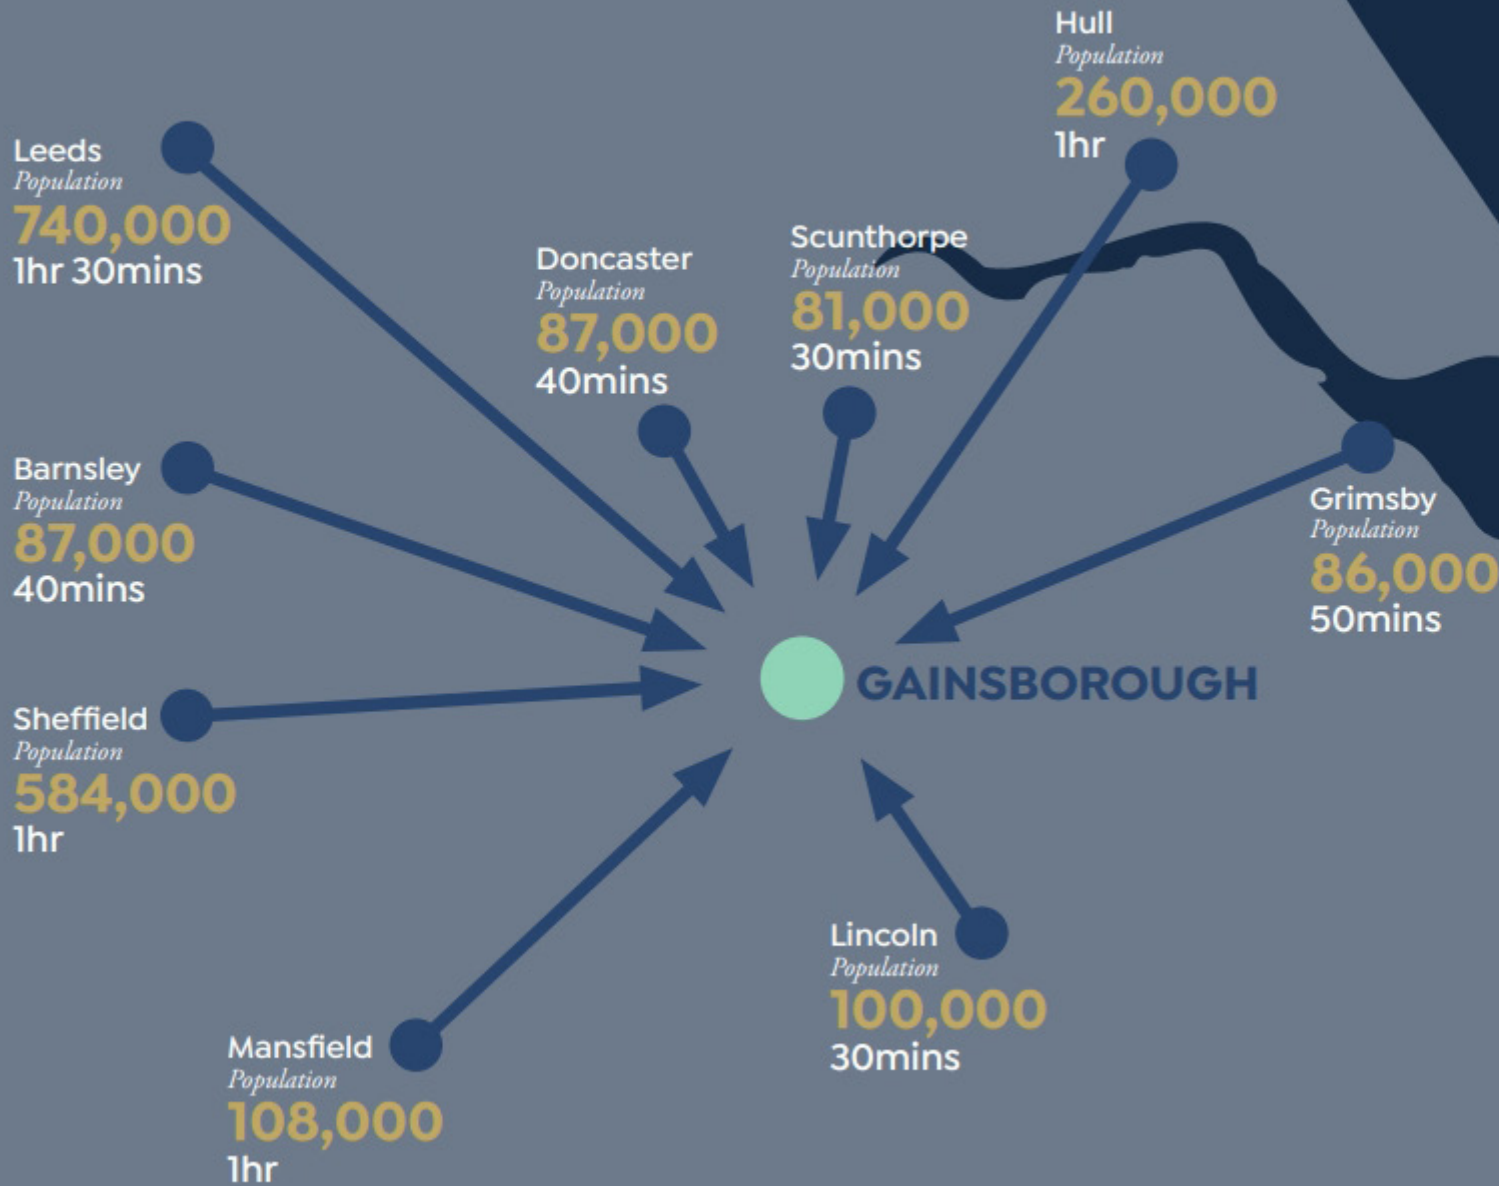 Hull
Population
260,000
1hr
Leeds
Population
740,000
1hr 30mins
Doncaster
Population
87,000
40mins
Scunthorpe
Population
81,000
30mins
Barnsley
Population
87,000
40mins
Grimsby
Population
86,000
50mins
GAINSBOROUGH
Sheffield
Population
584,000
1hr
Lincoln
Population
100,000
30mins
Mansfield
Population
108,000
1hr